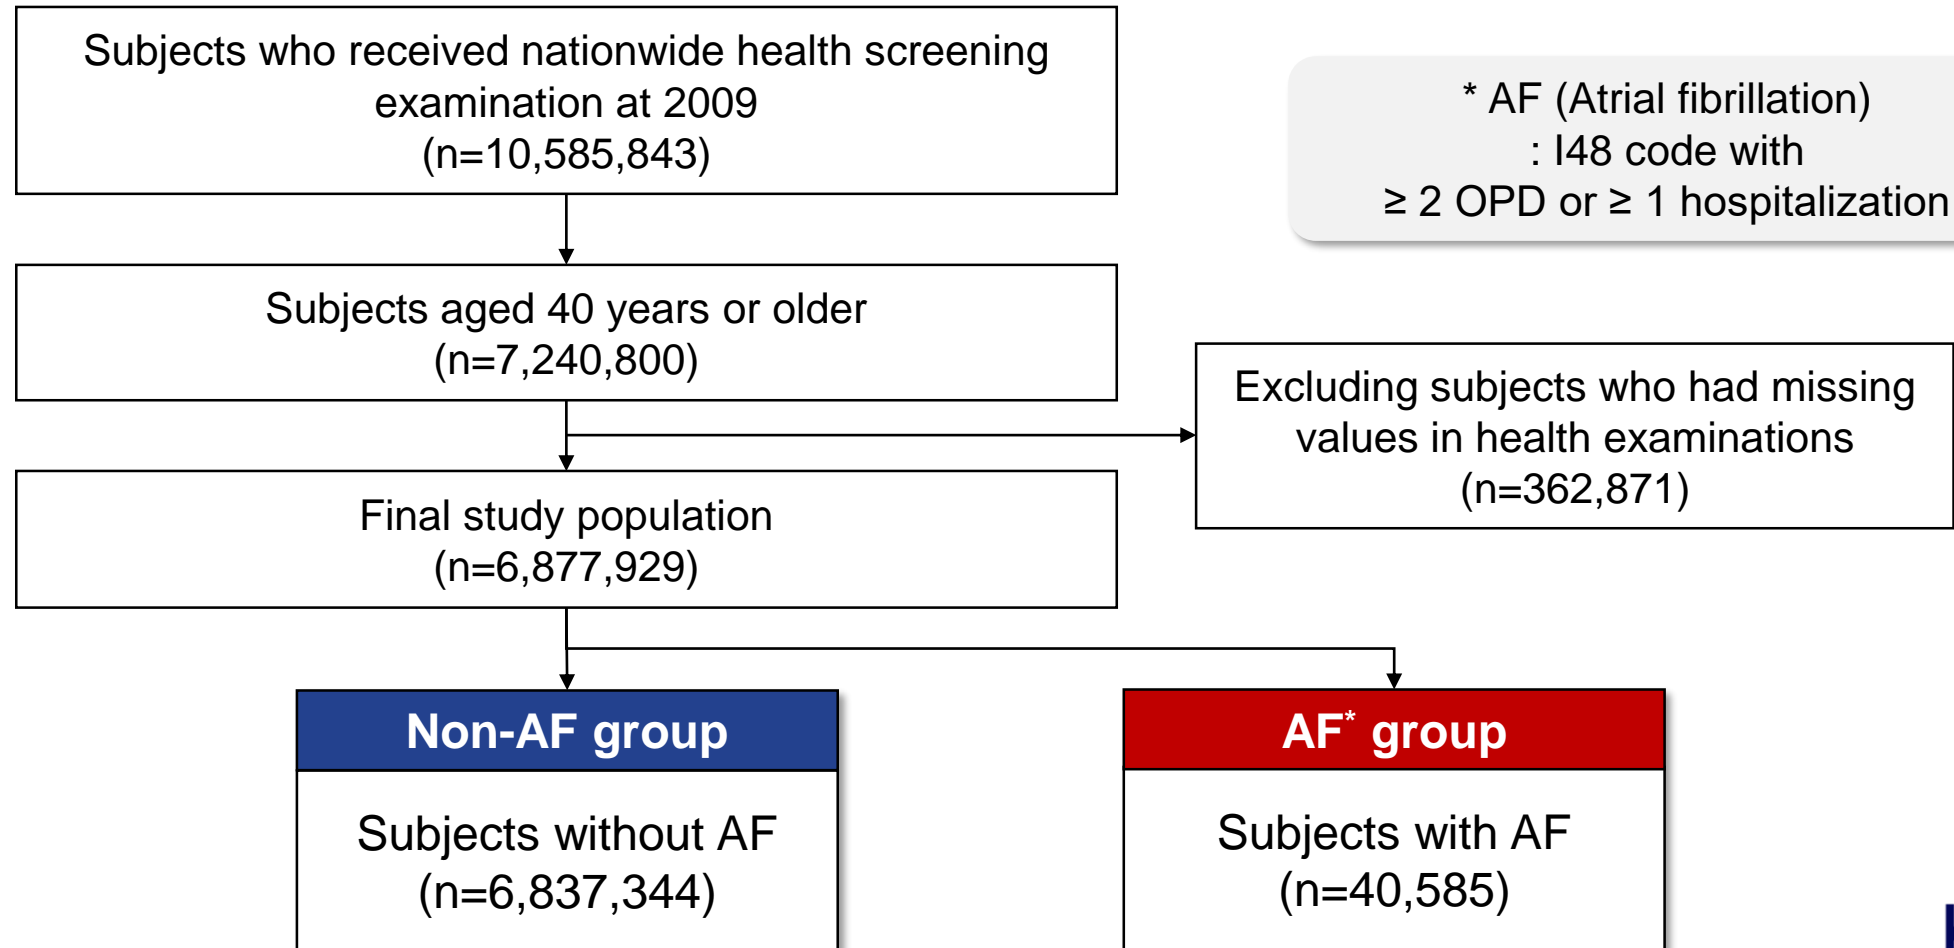 Subjects who received nationwide health screening
examination at 2009
(n=10,585,843)
* AF (Atrial fibrillation)
: I48 code with
≥ 2 OPD or ≥ 1 hospitalization
Subjects aged 40 years or older
(n=7,240,800)
Excluding subjects who had missing
values in health examinations
(n=362,871)
Final study population
(n=6,877,929)
Non-AF group
Subjects without AF
(n=6,837,344)
AF* group
Subjects with AF
(n=40,585)